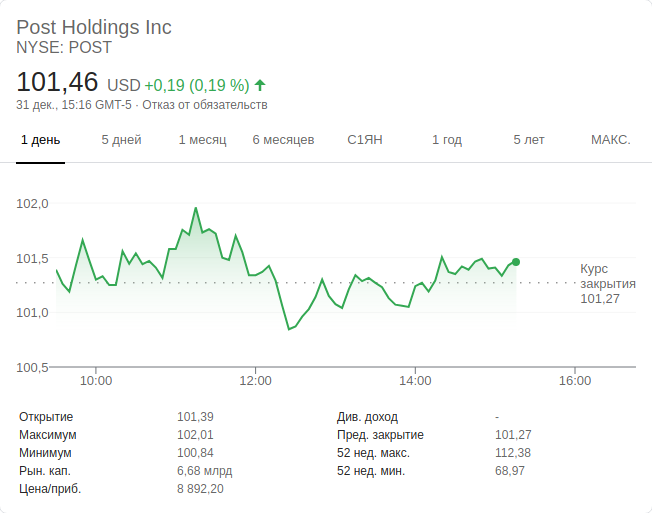 Post Holdings Inc
NYSE: POST
101,46 USD +0,19 (0,19 %)
31 дек., 15:16 GMT-5 · Отказ от обязательств
1 день 5 дней 1 месяц 6 месяцев С1ЯН 1 год 5 лет МАКС.
102,0
101,5
Курс
закрытия
101,27
101,0
100,5
10:00 12:00 14:00 16:00
Открытие 101,39 Див. доход -
Максимум 102,01 Пред. закрытие 101,27
Минимум 100,84 52 нед. макс. 112,38
Рын. кап. 6,68 млрд 52 нед. мин. 68,97
Цена/приб. 8 892,20